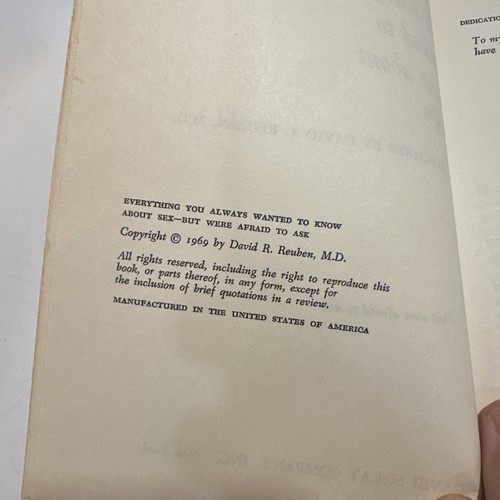 EVERYTHING YOU ALWAYS WANTED TO KNOW
ABOUT SEX—BUT WERE AFRAID TO ASK
Copyright © 1969 by David R. Reuben, M.D.
All rights reserved, including the right to reproduce this
book, or parts thereof, in any form, except for
the inclusion of brief quotations in a review.
MANUFACTURED IN THE UNITED STATES OF AMERICA
To my
have